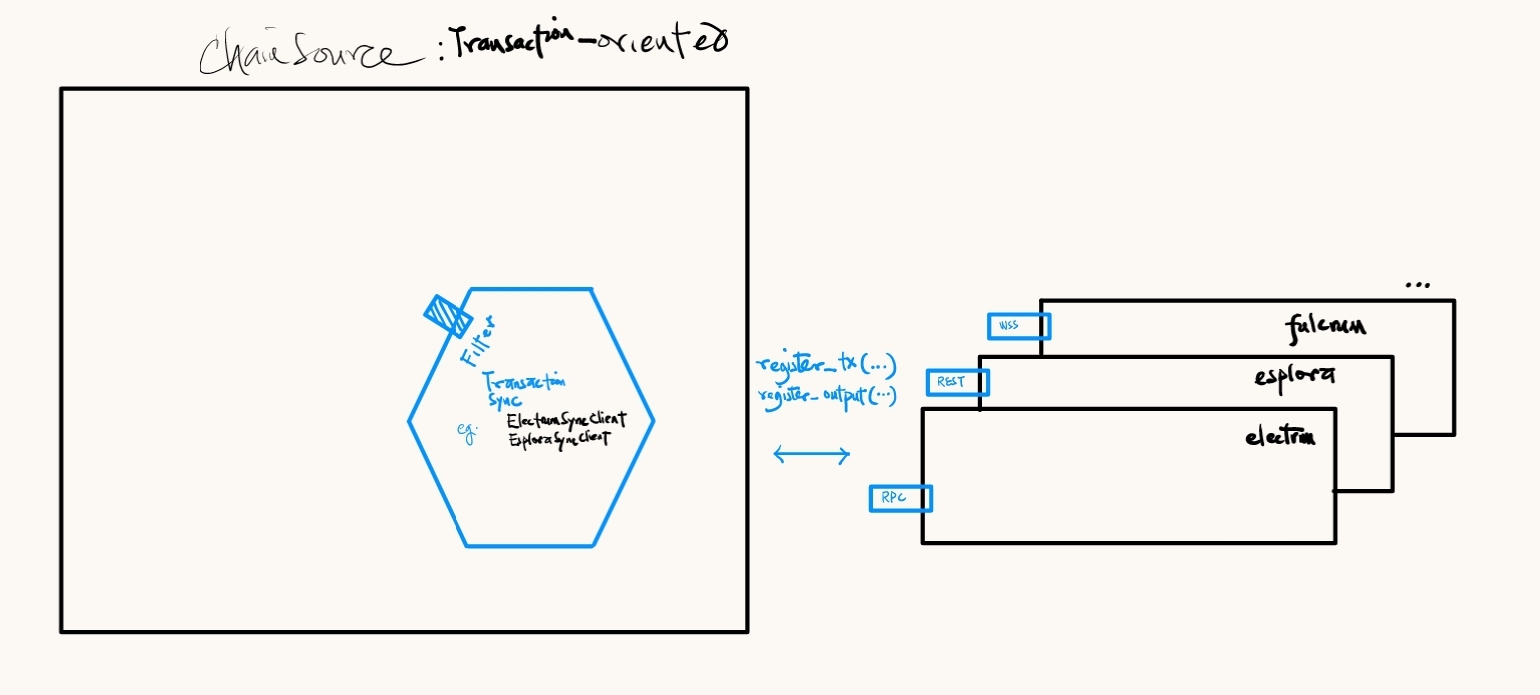 ChainSource : Transaction-oriented
Filter
Transaction
Sync
eg.
ElectrumSyncClient
EsploraSyncClient
register_tx(...)
register_output(...)
...
WSS
fulcrum
REST
esplora
electrum
RPC